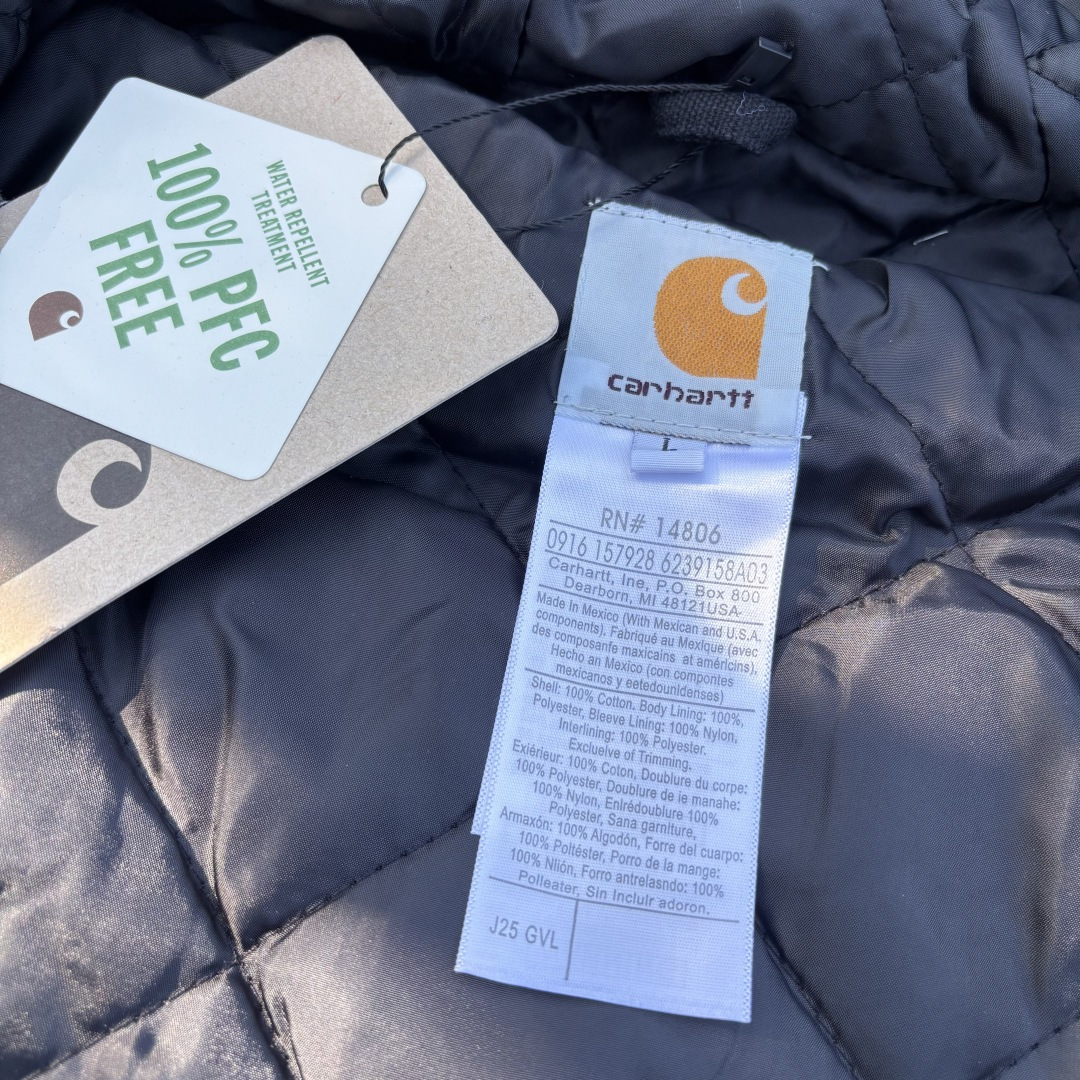 WATER REPELLENT
TREATMENT
100% PFC
FREE
carhartt
L
RN# 14806
0916 157928 6239158A03
Carhartt, Ine, P.O. Box 800
Dearborn, MI 48121USA
Made In Mexico (With Mexican and U.S.A.
components). Fabriqué au Mexique (avec
des composanfe maxicains at américins),
Hecho an Mexico (con compontes
mexicanos y eetedounidenses)
Shell: 100% Cotton, Body Lining: 100%,
Polyester, Bleeve Lining: 100% Nylon,
Interlining: 100% Polyester.
Excluelve of Trimming,
Exiérieur: 100% Coton, Doublure du corpe:
100% Polyester, Doublure de ie manahe:
100% Nylon, Enlrédoublure 100%
Polyester, Sana garniture,
Armaxón: 100% Algodón, Forre del cuarpo:
100% Poltéster, Porro de la mange:
100% Nlión, Forro antrelasndo: 100%
Polleater, Sin Incluir adoron.
J25 GVL